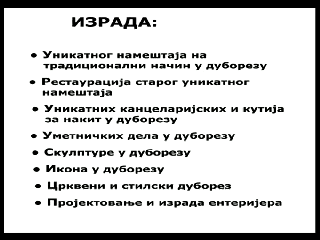 ИЗРАДА:
• Уникатног намештаја на
традиционални начин у дуборезу
• Рестаурација старог уникатног
намештаја
• Уникатних канцеларијских и кутија
за накит у дуборезу
• Уметничких дела у дуборезу
• Скулптуре у дуборезу
• Икона у дуборезу
• Црквени и стилски дуборез
• Пројектовање и израда ентеријера